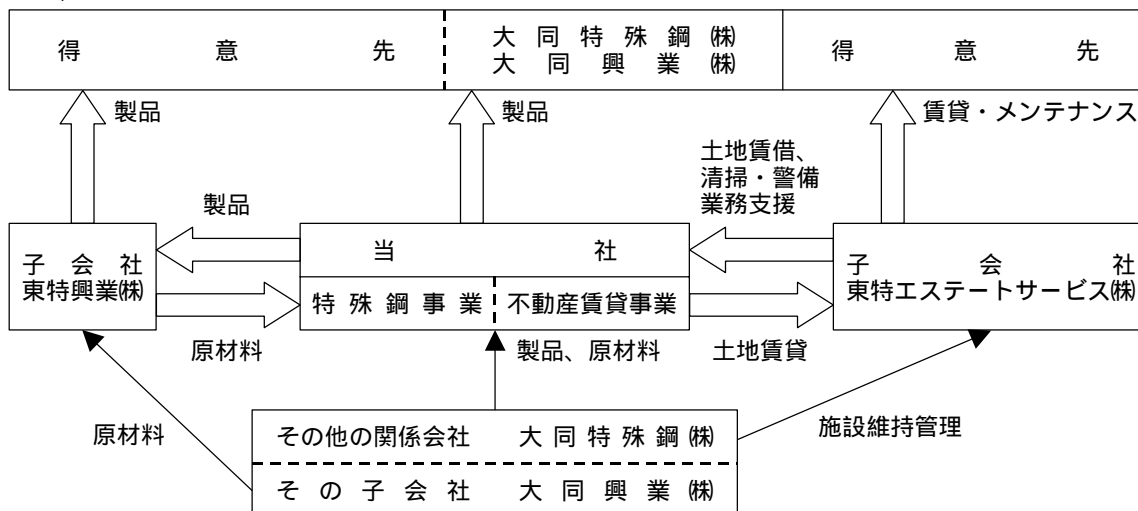 得意先
大同特殊鋼㈱
大同興業㈱
得意先
製品
製品
賃貸・メンテナンス
土地賃借、
清掃・警備
業務支援
製品
子会社
東特興業㈱
当社
特殊鋼事業
不動産賃貸事業
子会社
東特エステートサービス㈱
原材料
製品、原材料
土地賃貸
原材料
施設維持管理
その他の関係会社 大同特殊鋼㈱
その子会社 大同興業㈱